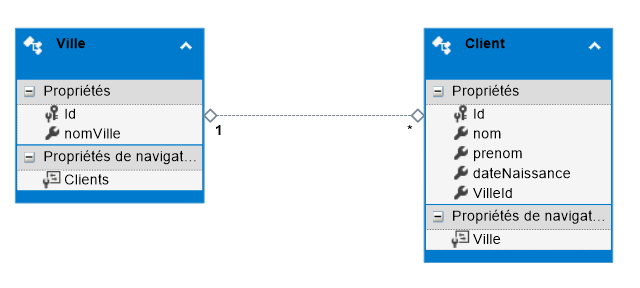 Ville
Propriétés
Id
nomVille
Propriétés de navigat...
Clients
1
*
Client
Propriétés
Id
nom
prenom
dateNaissance
VilleId
Propriétés de navigat...
Ville